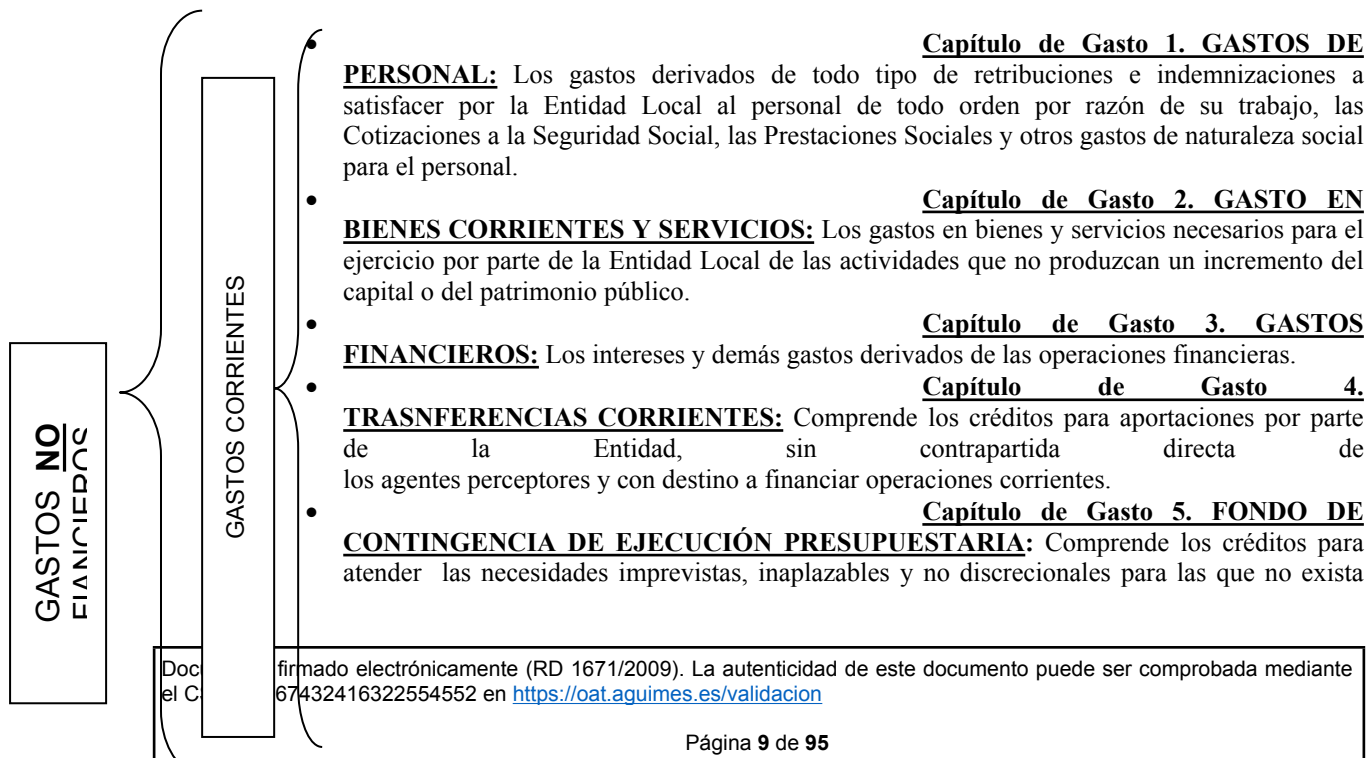 GASTOS NO
FIANCIEROS
GASTOS CORRIENTES
• Capítulo de Gasto 1. GASTOS DE
PERSONAL: Los gastos derivados de todo tipo de retribuciones e indemnizaciones a
satisfacer por la Entidad Local al personal de todo orden por razón de su trabajo, las
Cotizaciones a la Seguridad Social, las Prestaciones Sociales y otros gastos de naturaleza social
para el personal.
• Capítulo de Gasto 2. GASTO EN
BIENES CORRIENTES Y SERVICIOS: Los gastos en bienes y servicios necesarios para el
ejercicio por parte de la Entidad Local de las actividades que no produzcan un incremento del
capital o del patrimonio público.
• Capítulo de Gasto 3. GASTOS
FINANCIEROS: Los intereses y demás gastos derivados de las operaciones financieras.
• Capítulo de Gasto 4.
TRASNFERENCIAS CORRIENTES: Comprende los créditos para aportaciones por parte
de la Entidad, sin contrapartida directa de
los agentes perceptores y con destino a financiar operaciones corrientes.
• Capítulo de Gasto 5. FONDO DE
CONTINGENCIA DE EJECUCIÓN PRESUPUESTARIA: Comprende los créditos para
atender las necesidades imprevistas, inaplazables y no discrecionales para las que no exista
firmado electrónicamente (RD 1671/2009). La autenticidad de este documento puede ser comprobada mediante
el 67432416322554552 en https://oat.aguimes.es/validacion
Página 9 de 95